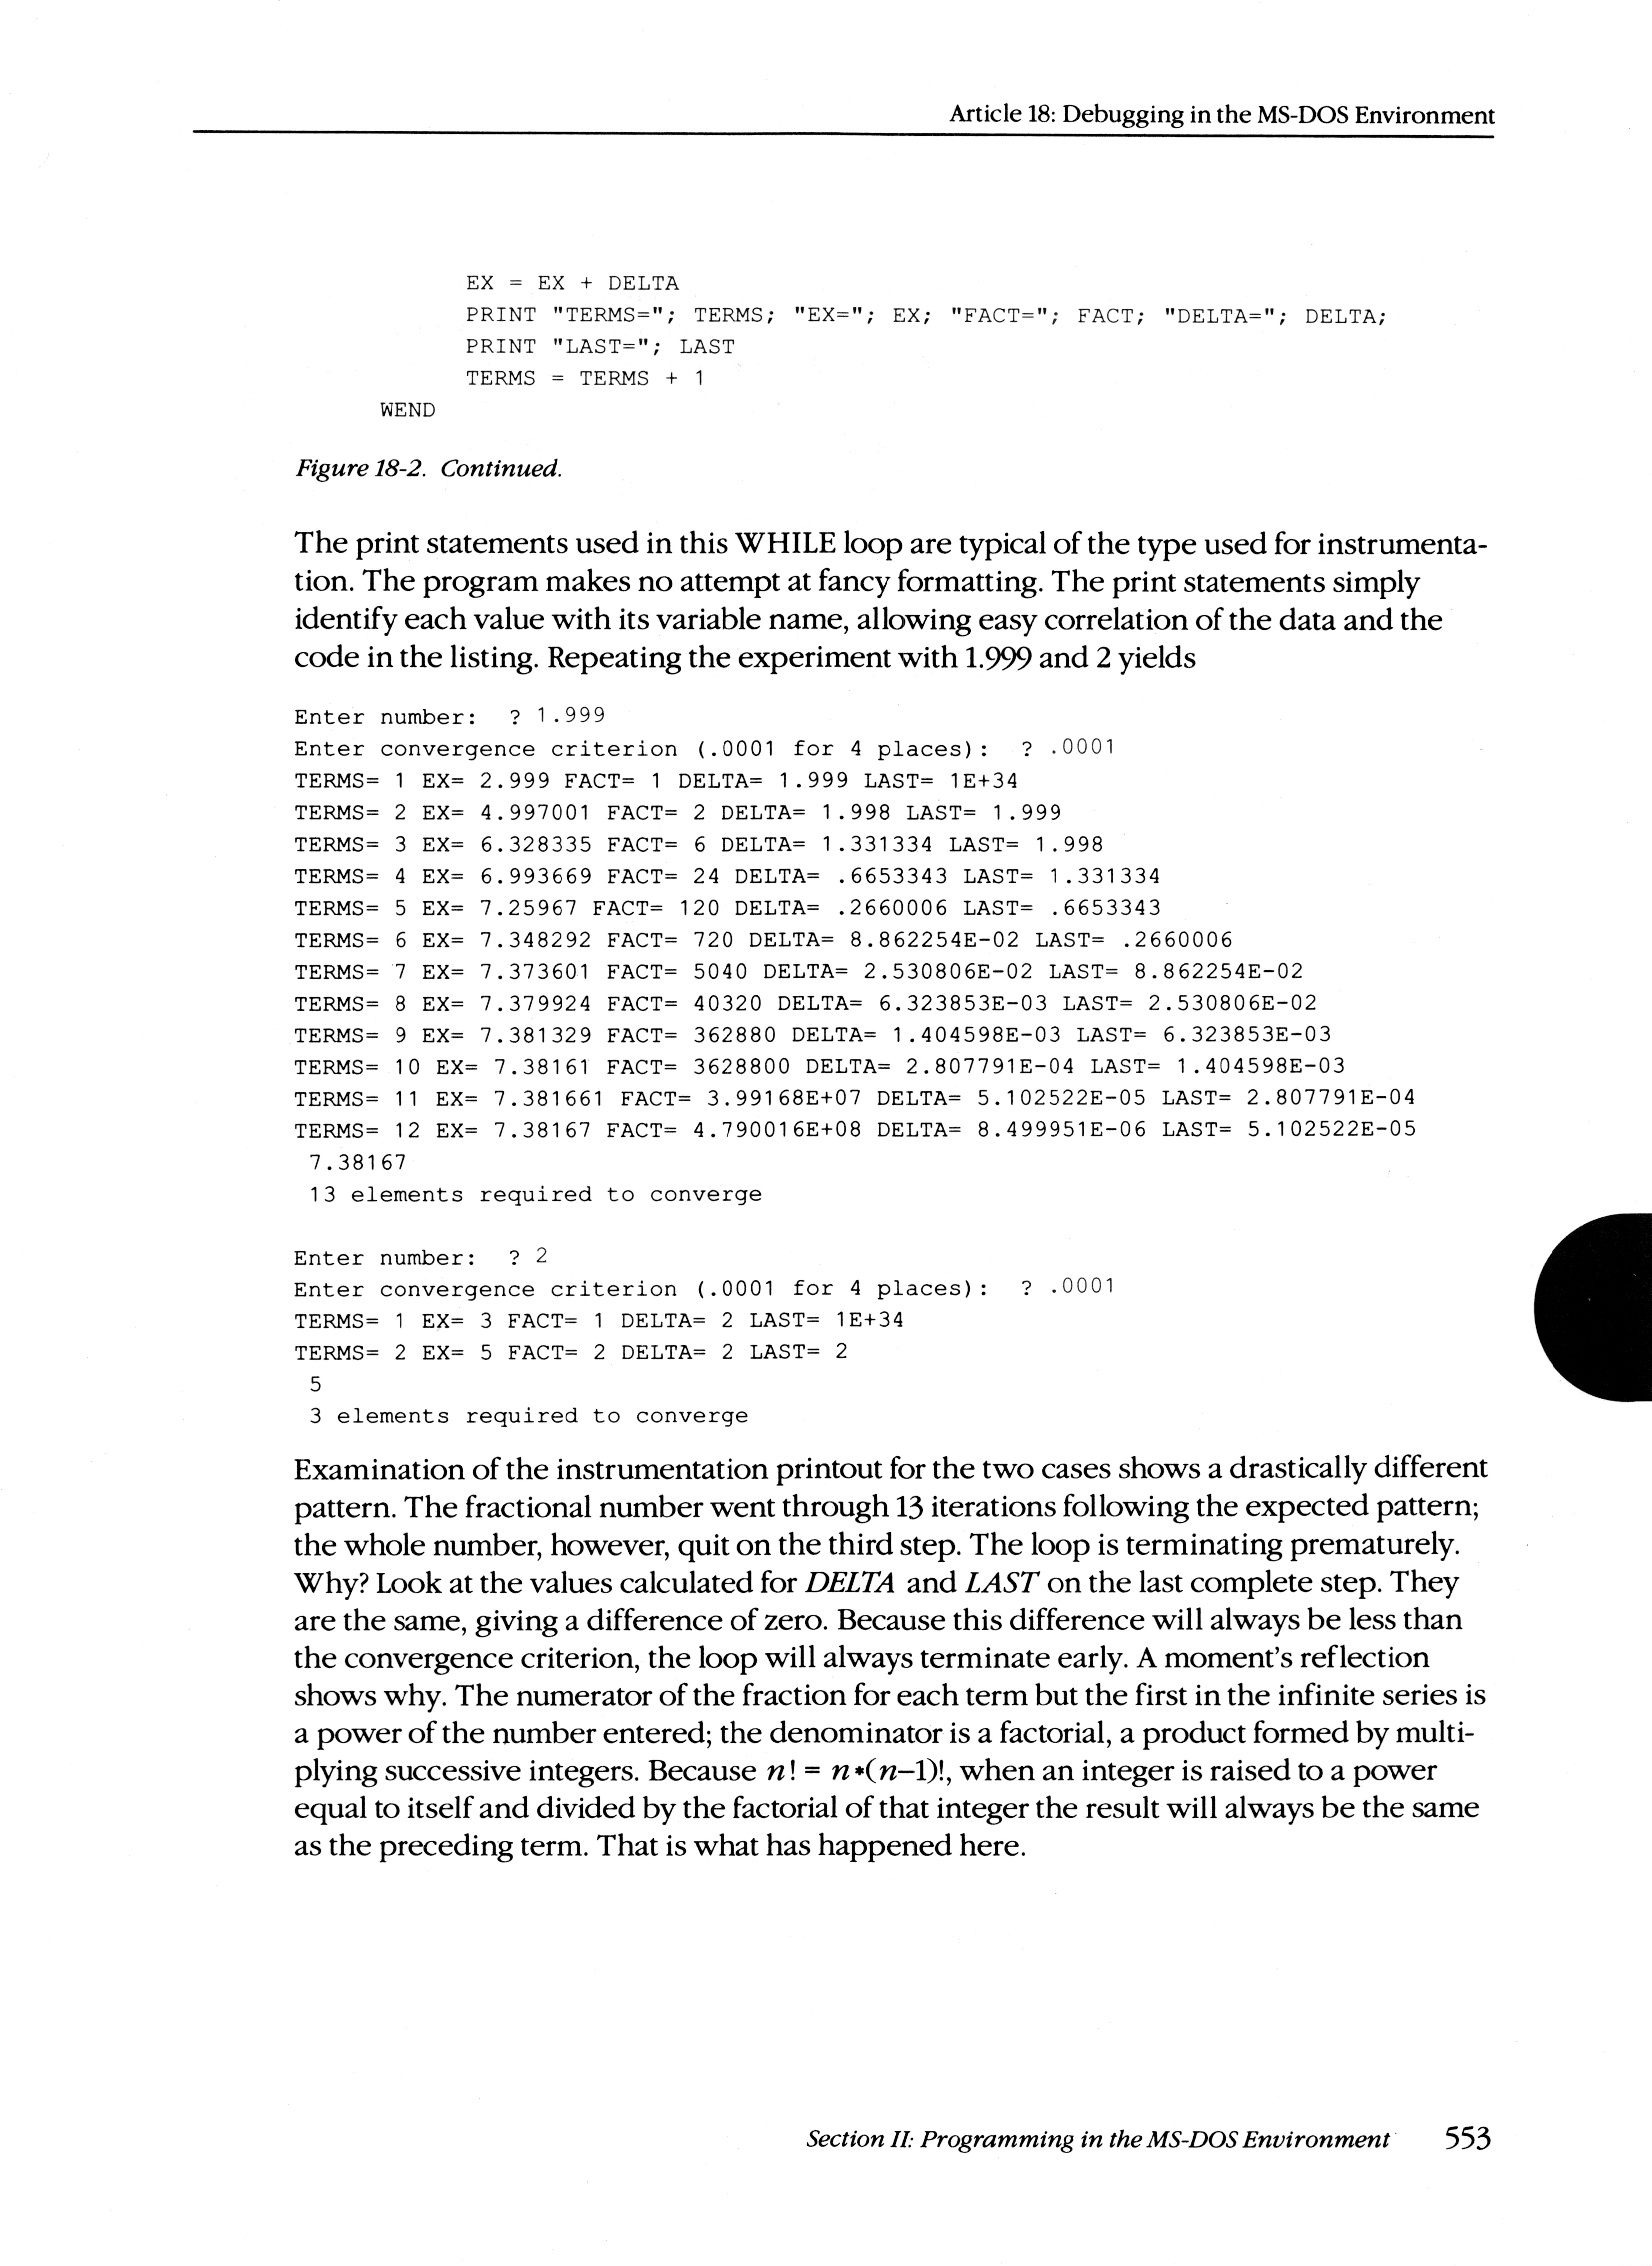 Article 18: Debugging in the MS-DOS Environment
EX = EX + DELTA
PRINT "TERMS="; TERMS; "EX="; EX; "FACT="; FACT; "DELTA="; DELTA;
PRINT "LAST="; LAST
TERMS = TERMS + 1
WEND
Figure 18-2. Continued.
The print statements used in this WHILE loop are typical of the type used for instrumenta-
tion. The program makes no attempt at fancy formatting. The print statements simply
identify each value with its variable name, allowing easy correlation of the data and the
code in the listing. Repeating the experiment with 1.999 and 2 yields
Enter number: ? 1.999
Enter convergence criterion (.0001 for 4 places): ? .0001
TERMS= 1 EX= 2.999 FACT= 1 DELTA= 1.999 LAST= 1E+34
TERMS= 2 EX= 4.997001 FACT= 2 DELTA= 1.998 LAST= 1.999
TERMS= 3 EX= 6.328335 FACT= 6 DELTA= 1.331334 LAST= 1.998
TERMS= 4 EX= 6.993669 FACT= 24 DELTA= .6653343 LAST= 1.331334
TERMS= 5 EX= 7.25967 FACT= 120 DELTA= .2660006 LAST= .6653343
TERMS= 6 EX= 7.348292 FACT= 720 DELTA= 8.862254E-02 LAST= .2660006
TERMS= 7 EX= 7.373601 FACT= 5040 DELTA= 2.530806E-02 LAST= 8.862254E-02
TERMS= 8 EX= 7.379924 FACT= 40320 DELTA= 6.323853E-03 LAST= 2.530806E-02
TERMS= 9 EX= 7.381329 FACT= 362880 DELTA= 1.404598E-03 LAST= 6.323853E-03
TERMS= 10 EX= 7.38161 FACT= 3628800 DELTA= 2.807791E-04 LAST= 1.404598E-03
TERMS= 11 EX= 7.381661 FACT= 3.99168E+07 DELTA= 5.102522E-05 LAST= 2.807791E-04
TERMS= 12 EX= 7.38167 FACT= 4.790016E+08 DELTA= 8.499951E-06 LAST= 5.102522E-05
7.38167
13 elements required to converge
Enter number: ? 2
Enter convergence criterion (.0001 for 4 places): ? .0001
TERMS= 1 EX= 3 FACT= 1 DELTA= 2 LAST= 1E+34
TERMS= 2 EX= 5 FACT= 2 DELTA= 2 LAST= 2
5
3 elements required to converge
Examination of the instrumentation printout for the two cases shows a drastically different
pattern. The fractional number went through 13 iterations following the expected pattern;
the whole number, however, quit on the third step. The loop is terminating prematurely.
Why? Look at the values calculated for DELTA and LAST on the last complete step. They
are the same, giving a difference of zero. Because this difference will always be less than
the convergence criterion, the loop will always terminate early. A moment's reflection
shows why. The numerator of the fraction for each term but the first in the infinite series is
a power of the number entered; the denominator is a factorial, a product formed by multi-
plying successive integers. Because n! = n*(n–1)!, when an integer is raised to a power
equal to itself and divided by the factorial of that integer the result will always be the same
as the preceding term. That is what has happened here.
Section II: Programming in the MS-DOS Environment 553